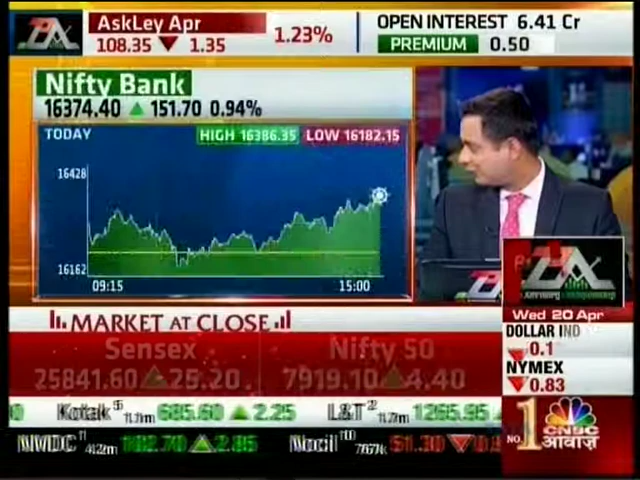 AskLey Apr
108.35 ▼ 1.35 1.23%
OPEN INTEREST 6.41 Cr
PREMIUM 0.50
Nifty Bank
16374.40 ▲ 151.70 0.94%
TODAY HIGH 16386.35 LOW 16182.15
16428
16162
09:15 15:00
Wed 20 Apr
MARKET AT CLOSE
DOLLAR IND
▼ 0.1
NYMEX
▼ 0.83
Sensex Nifty 50
25841.60 ▲ 25.20 7919.10 ▲ 4.40
Kotak 685.60 ▲ 2.25 L&T 1265.95 ▲
NMDC 102.70 ▲ 2.85 Nocil 51.30 ▼
NO. 1 CNBC
आवाज़